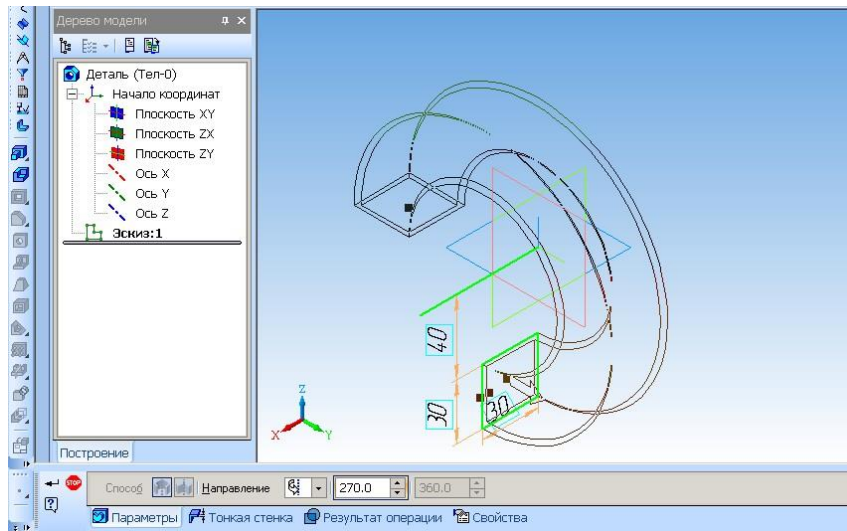 Дерево модели
Деталь (Тел-0)
Начало координат
Плоскость XY
Плоскость ZX
Плоскость ZY
Ось X
Ось Y
Ось Z
Эскиз:1
Построение
40
30
30
Z
X
Y
Способ Направление 270.0 360.0
Параметры Тонкая стенка Результат операции Свойства